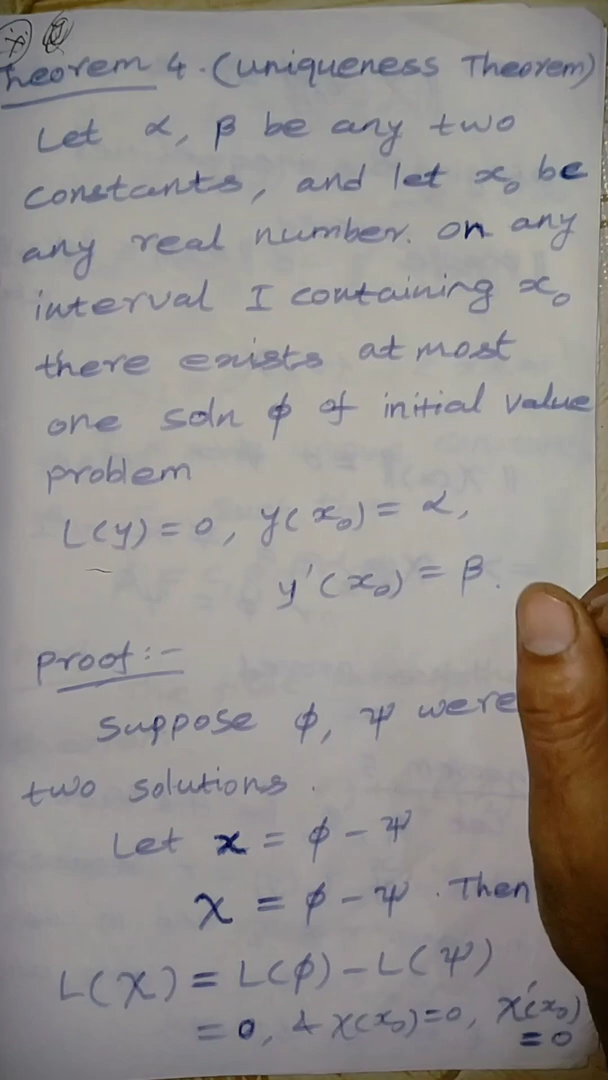 heorem 4. (Uniqueness Theorem)
Let α, β be any two
constants, and let x₀ be
any real number. on any
interval I containing x₀
there exists at most
one soln φ of initial value
problem
L(y) = 0, y(x₀) = α,
y'(x₀) = β.
Proof :-
Suppose φ, ψ were
two solutions.
Let x = φ - ψ
χ = φ - ψ. Then
L(χ) = L(φ) - L(ψ)
= 0, & χ(x₀) = 0, χ'(x₀)
= 0